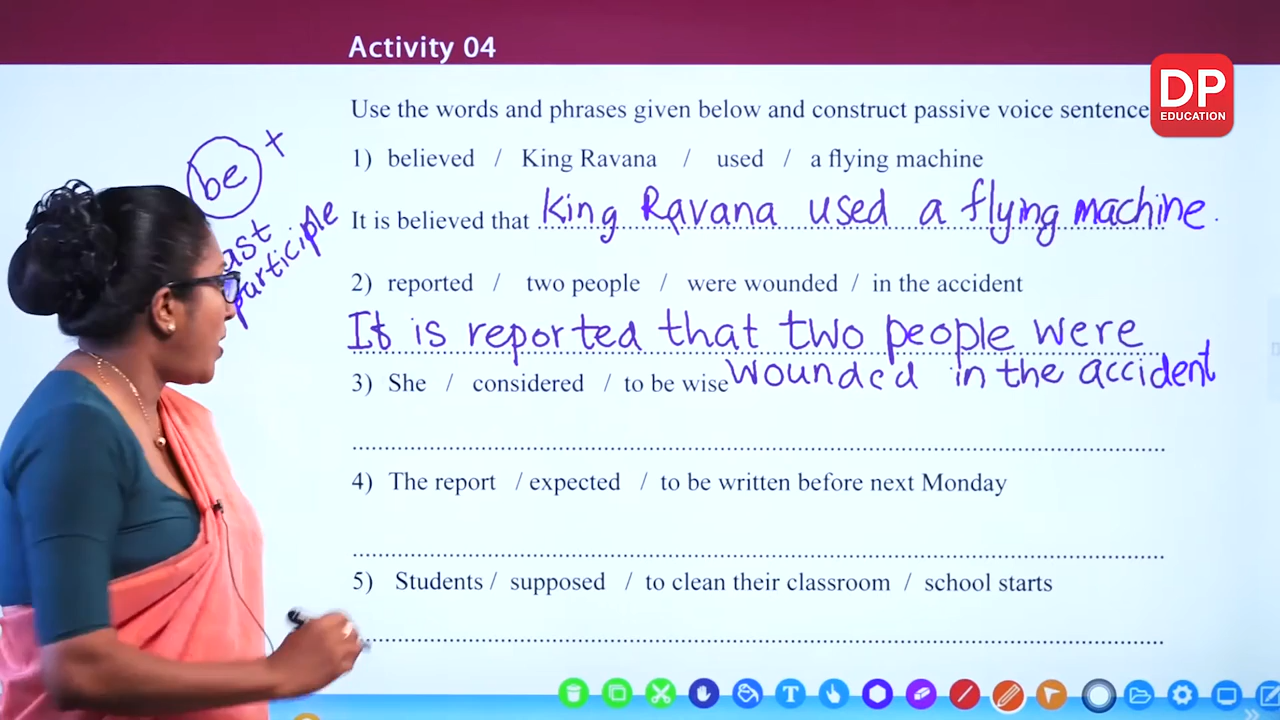 Activity 04
DP
EDUCATION
Use the words and phrases given below and construct passive voice sentence
be +
past
participle
1) believed / King Ravana / used / a flying machine
It is believed that King Ravana used a flying machine.
2) reported / two people / were wounded / in the accident
It is reported that two people were
wounded in the accident
3) She / considered / to be wise
4) The report / expected / to be written before next Monday
5) Students / supposed / to clean their classroom / school starts
T